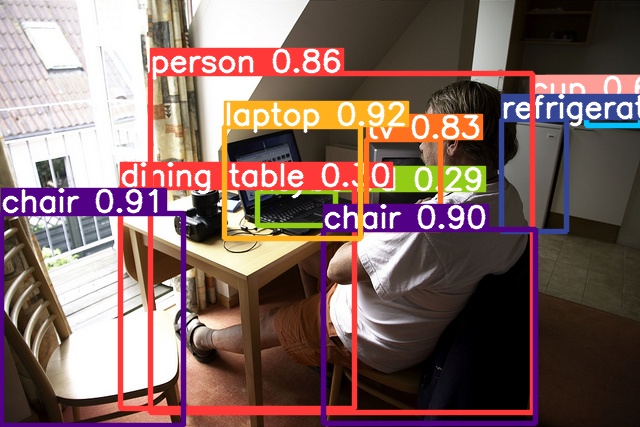 person 0.86
cup 0.6
refrigerat
laptop 0.92
tv 0.83
dining table 0.30
0.29
chair 0.91
chair 0.90